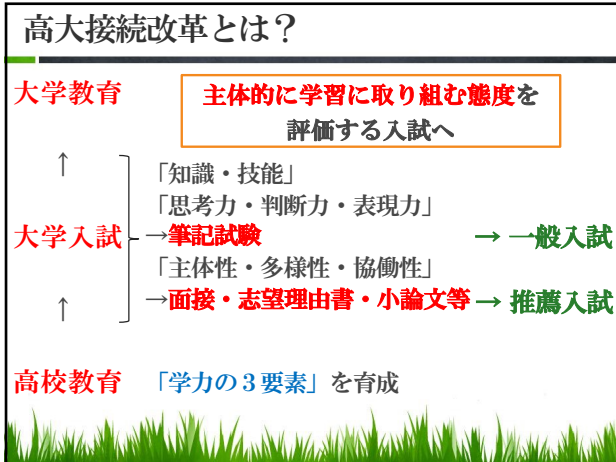 高大接続改革とは？
大学教育
主体的に学習に取り組む態度を
評価する入試へ
↑
「知識・技能」
「思考力・判断力・表現力」
大学入試
→筆記試験 → 一般入試
「主体性・多様性・協働性」
↑
→面接・志望理由書・小論文等 → 推薦入試
高校教育 「学力の３要素」を育成